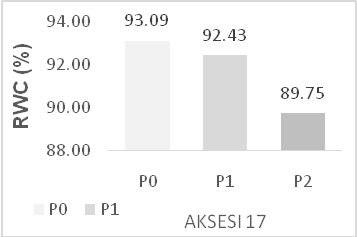 94.00
92.00
90.00
88.00
RWC (%)
93.09
92.43
89.75
P0 P1 P2
P0 P1
AKSESI 17